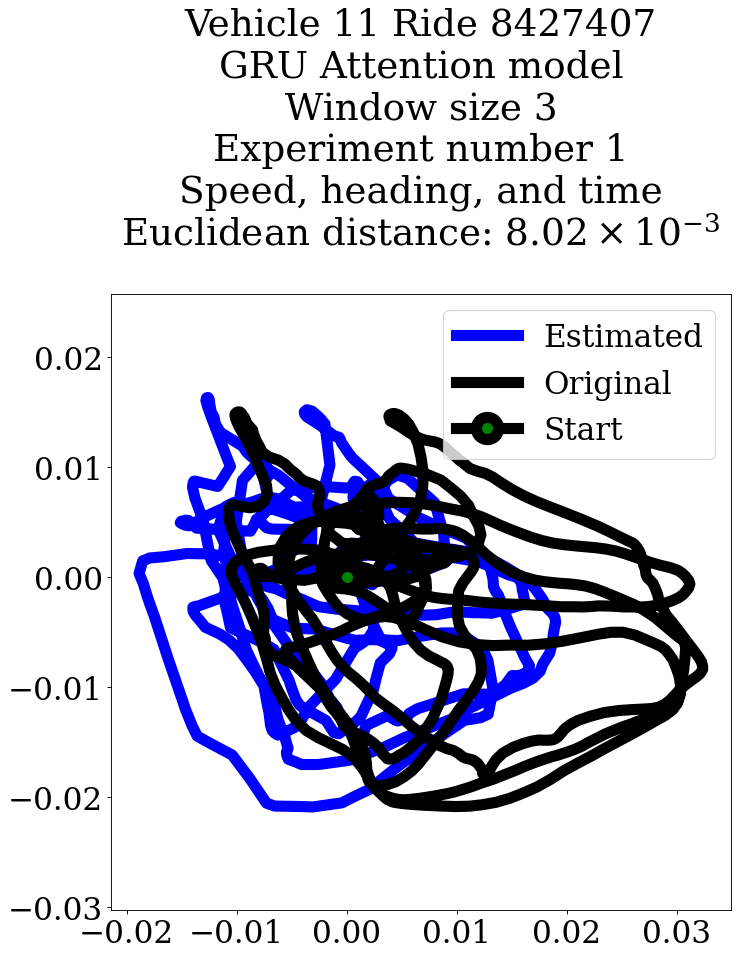 Vehicle 11 Ride 8427407
GRU Attention model
Window size 3
Experiment number 1
Speed, heading, and time
Euclidean distance: 8.02 × 10⁻³
Estimated
Original
Start
0.02
0.01
0.00
−0.01
−0.02
−0.03
−0.02 −0.01 0.00 0.01 0.02 0.03